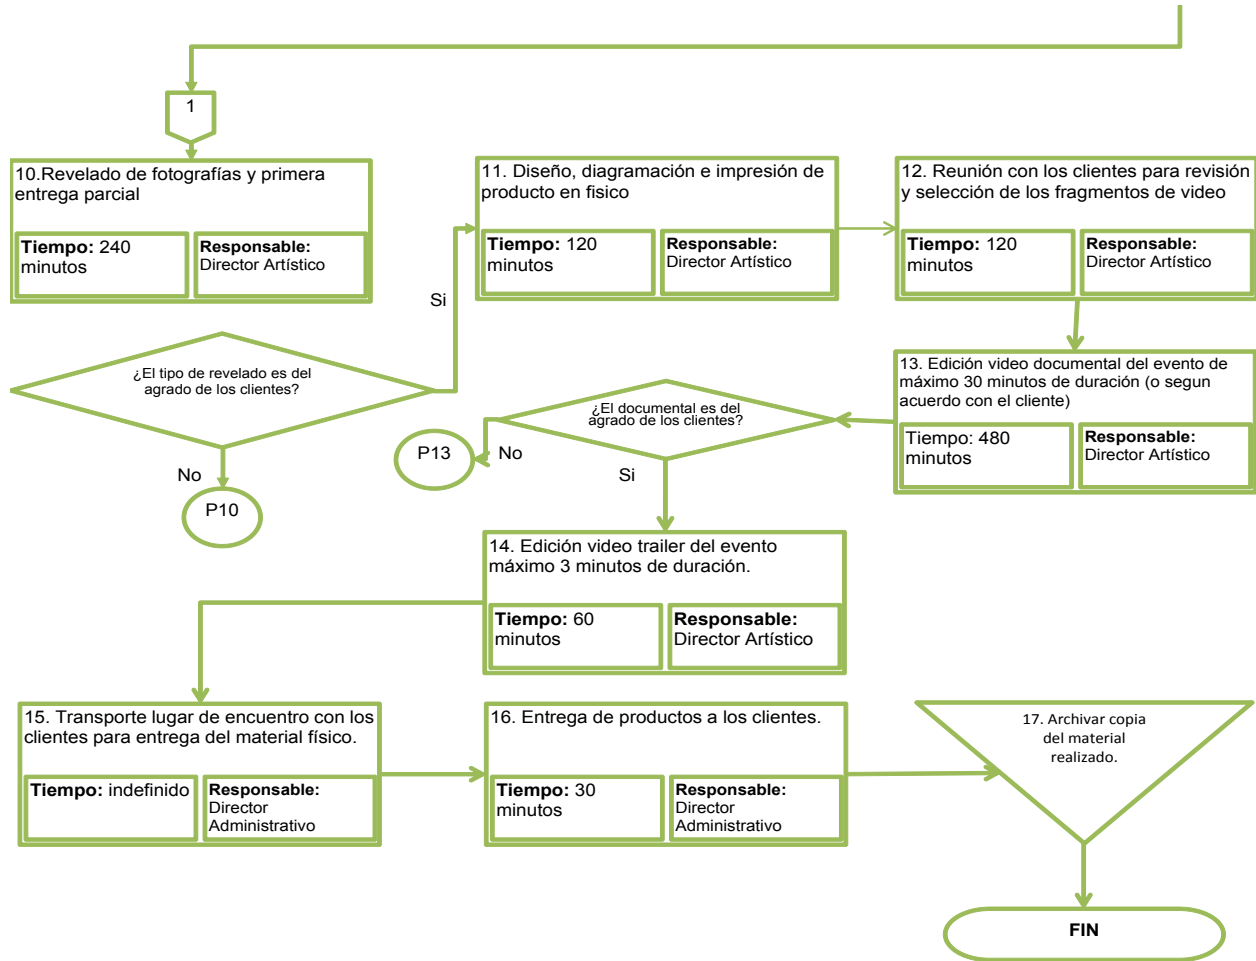 1
10.Revelado de fotografías y primera
entrega parcial
Tiempo: 240
minutos
Responsable:
Director Artístico
11. Diseño, diagramación e impresión de
producto en fisico
Tiempo: 120
minutos
Responsable:
Director Artístico
12. Reunión con los clientes para revisión
y selección de los fragmentos de video
Tiempo: 120
minutos
Responsable:
Director Artístico
Si
¿El tipo de revelado es del
agrado de los clientes?
No
P10
13. Edición video documental del evento de
máximo 30 minutos de duración (o segun
acuerdo con el cliente)
Tiempo: 480
minutos
Responsable:
Director Artístico
¿El documental es del
agrado de los clientes?
No
P13
Si
14. Edición video trailer del evento
máximo 3 minutos de duración.
Tiempo: 60
minutos
Responsable:
Director Artístico
15. Transporte lugar de encuentro con los
clientes para entrega del material físico.
Tiempo: indefinido
Responsable:
Director
Administrativo
16. Entrega de productos a los clientes.
Tiempo: 30
minutos
Responsable:
Director
Administrativo
17. Archivar copia
del material
realizado.
FIN